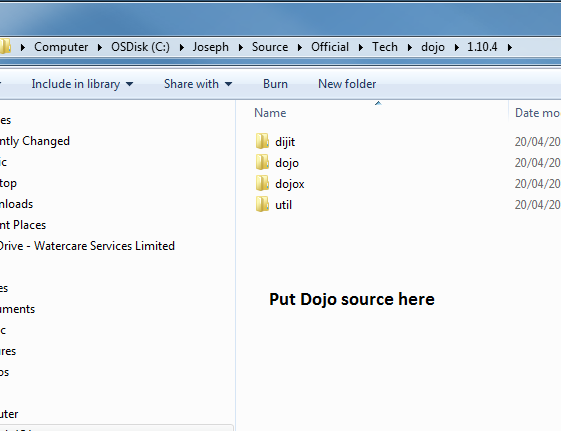 Computer OSDisk (C:) Joseph Source Official Tech dojo 1.10.4
Include in library Share with Burn New folder
Name Date mo
es
ntly Changed
dijit 20/04/20
ic
dojo 20/04/20
top
dojox 20/04/20
nloads
util 20/04/20
nt Places
Drive - Watercare Services Limited
es
uments
Put Dojo source here
c
ures
os
uter